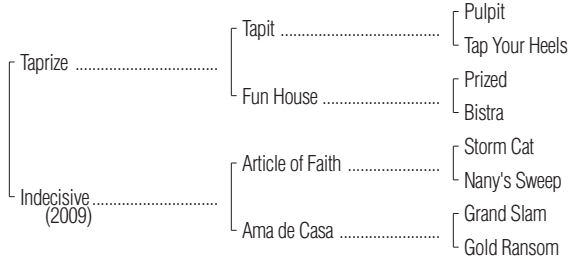 Pulpit
Tapit ........................................
Tap Your Heels
Taprize ....................................
Prized
Fun House ..............................
Bistra
Storm Cat
Article of Faith .......................
Nany's Sweep
Indecisive................................
(2009)
Grand Slam
Ama de Casa .........................
Gold Ransom